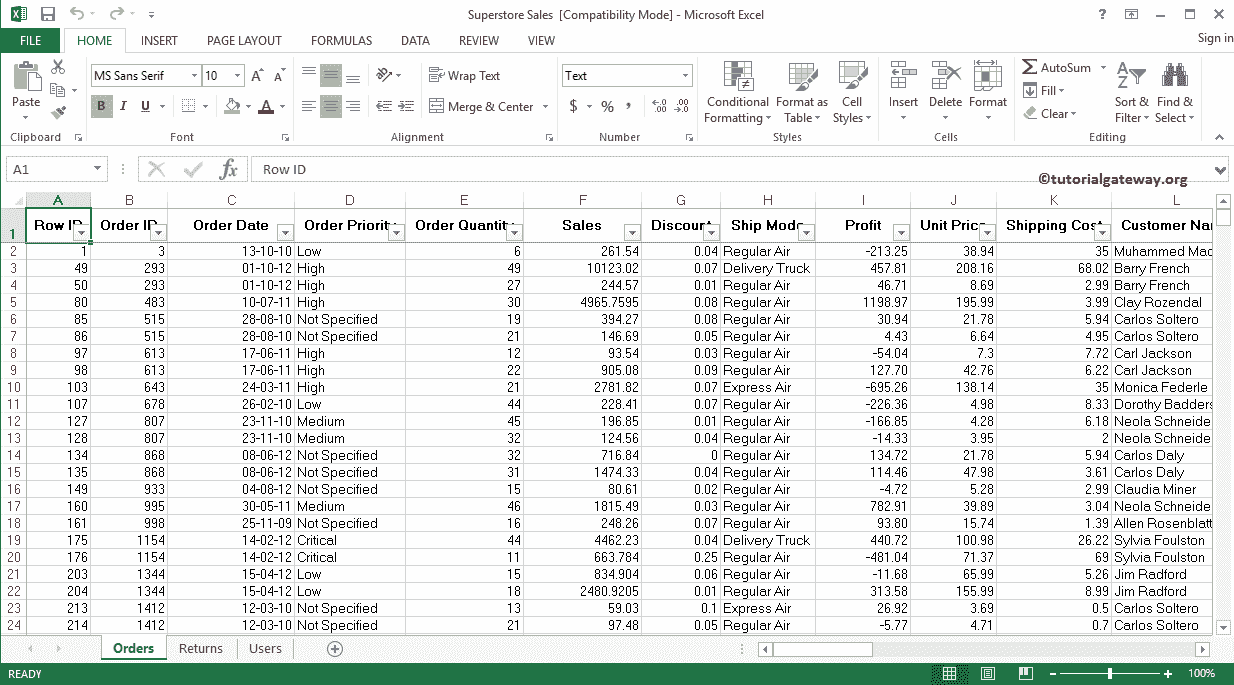 Superstore Sales [Compatibility Mode] - Microsoft Excel
FILE HOME INSERT PAGE LAYOUT FORMULAS DATA REVIEW VIEW Sign in
MS Sans Serif 10 Wrap Text Text AutoSum
Paste B I U Merge & Center $ % , Conditional Formatting Format as Table Cell Styles Insert Delete Format Fill Clear Sort & Filter Find & Select
Clipboard Font Alignment Number Styles Cells Editing
A1 fx Row ID
©tutorialgateway.org
A B C D E F G H I J K L
1 Row ID Order ID Order Date Order Priority Order Quantity Sales Discount Ship Mode Profit Unit Pric Shipping Cos Customer Nar
2 1 3 13-10-10 Low 6 261.54 0.04 Regular Air -213.25 38.94 35 Muhammed Mac
3 49 293 01-10-12 High 49 10123.02 0.07 Delivery Truck 457.81 208.16 68.02 Barry French
4 50 293 01-10-12 High 27 244.57 0.01 Regular Air 46.71 8.69 2.99 Barry French
5 80 483 10-07-11 High 30 4965.7595 0.08 Regular Air 1198.97 195.99 3.99 Clay Rozendal
6 85 515 28-08-10 Not Specified 19 394.27 0.08 Regular Air 30.94 21.78 5.94 Carlos Soltero
7 86 515 28-08-10 Not Specified 21 146.69 0.05 Regular Air 4.43 6.64 4.95 Carlos Soltero
8 97 613 17-06-11 High 12 93.54 0.03 Regular Air -54.04 7.3 7.72 Carl Jackson
9 98 613 17-06-11 High 22 905.08 0.09 Regular Air 127.70 42.76 6.22 Carl Jackson
10 103 643 24-03-11 High 21 2781.82 0.07 Express Air -695.26 138.14 35 Monica Federle
11 107 678 26-02-10 Low 44 228.41 0.07 Regular Air -226.36 4.98 8.33 Dorothy Badders
12 127 807 23-11-10 Medium 45 196.85 0.01 Regular Air -166.85 4.28 6.18 Neola Schneide
13 128 807 23-11-10 Medium 32 124.56 0.04 Regular Air -14.33 3.95 2 Neola Schneide
14 134 868 08-06-12 Not Specified 32 716.84 0 Regular Air 134.72 21.78 5.94 Carlos Daly
15 135 868 08-06-12 Not Specified 31 1474.33 0.04 Regular Air 114.46 47.98 3.61 Carlos Daly
16 149 933 04-08-12 Not Specified 15 80.61 0.02 Regular Air -4.72 5.28 2.99 Claudia Miner
17 160 995 30-05-11 Medium 46 1815.49 0.03 Regular Air 782.91 39.89 3.04 Neola Schneide
18 161 998 25-11-09 Not Specified 16 248.26 0.07 Regular Air 93.80 15.74 1.39 Allen Rosenblatt
19 175 1154 14-02-12 Critical 44 4462.23 0.04 Delivery Truck 440.72 100.98 26.22 Sylvia Foulston
20 176 1154 14-02-12 Critical 11 663.784 0.25 Regular Air -481.04 71.37 69 Sylvia Foulston
21 203 1344 15-04-12 Low 15 834.904 0.06 Regular Air -11.68 65.99 5.26 Jim Radford
22 204 1344 15-04-12 Low 18 2480.9205 0.01 Regular Air 313.58 155.99 8.99 Jim Radford
23 213 1412 12-03-10 Not Specified 13 59.03 0.1 Express Air 26.92 3.69 0.5 Carlos Soltero
24 214 1412 12-03-10 Not Specified 21 97.48 0.05 Regular Air -5.77 4.71 0.7 Carlos Soltero
Orders Returns Users
READY 100%